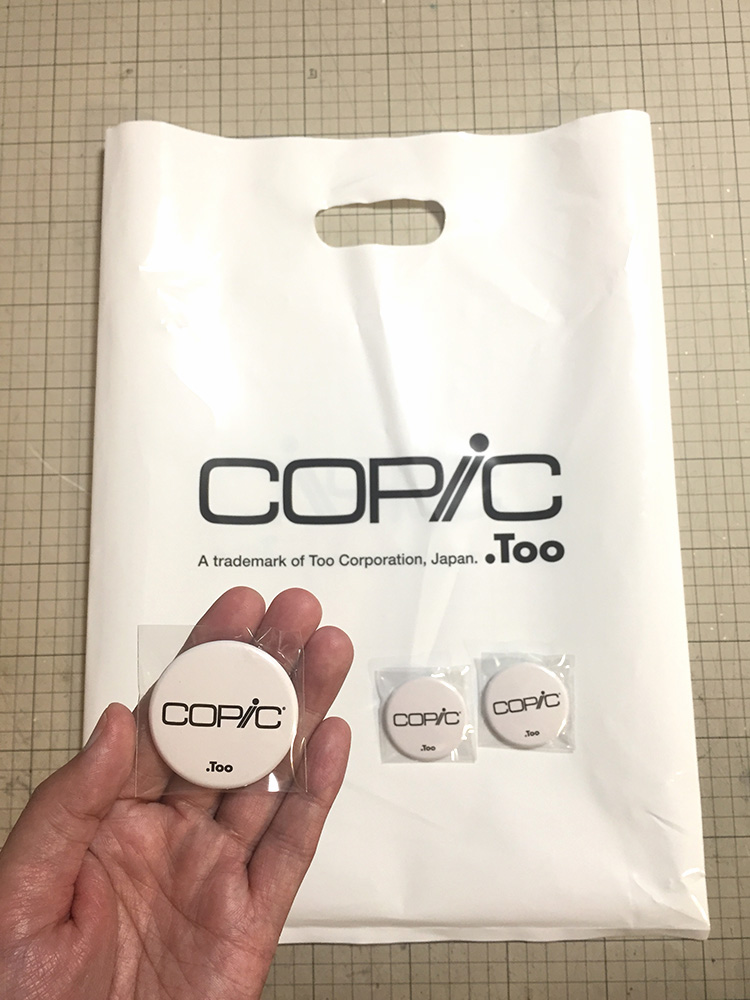 COPiC
.Too
A trademark of Too Corporation, Japan.
COPiC®
.Too
COPiC®
.Too
COPiC®
.Too